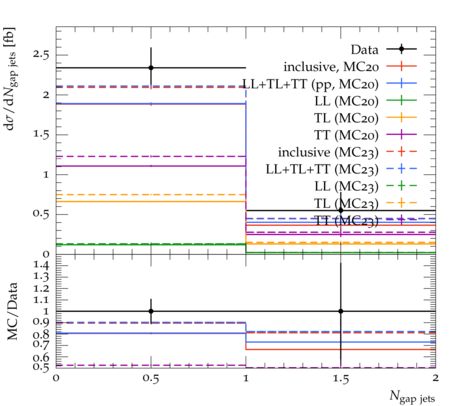 dσ/dN_gap jets [fb]
2.5
2
1.5
1
0.5
0
Data
inclusive, MC20
LL+TL+TT (pp, MC20)
LL (MC20)
TL (MC20)
TT (MC20)
inclusive (MC23)
LL+TL+TT (MC23)
LL (MC23)
TL (MC23)
TT (MC23)
MC/Data
1.4
1.3
1.2
1.1
1
0.9
0.8
0.7
0.6
0.5
0
0.5
1
1.5
2
N_gap jets